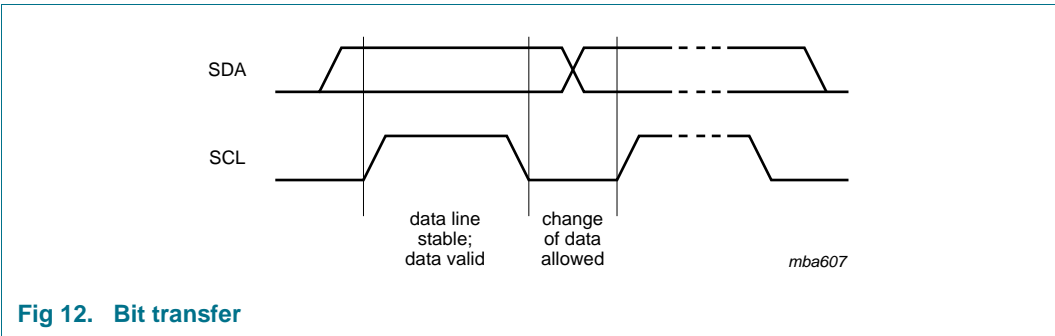 SDA
SCL
data line
stable;
data valid
change
of data
allowed
mba607
Fig 12. Bit transfer